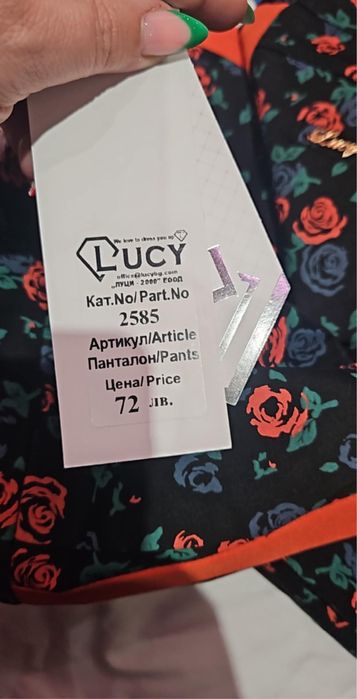 We love to dress you up
LUCY
office@lucybg.com
„ЛУЦИ - 2000" ЕООД
Кат.No/Part.No
2585
Артикул/Article
Панталон/Pants
Цена/Price
72 лв.